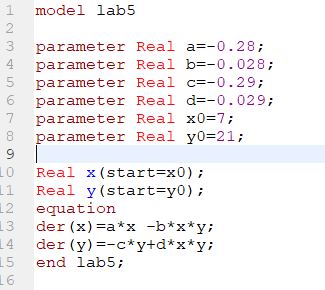 1 model lab5
2
3 parameter Real a=-0.28;
4 parameter Real b=-0.028;
5 parameter Real c=-0.29;
6 parameter Real d=-0.029;
7 parameter Real x0=7;
8 parameter Real y0=21;
9
10 Real x(start=x0);
11 Real y(start=y0);
12 equation
13 der(x)=a*x -b*x*y;
14 der(y)=-c*y+d*x*y;
15 end lab5;
16